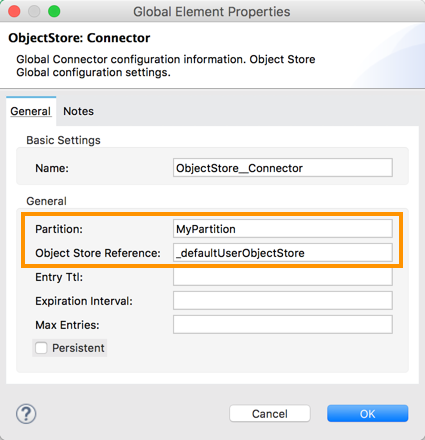 Global Element Properties
ObjectStore: Connector
Global Connector configuration information. Object Store
Global configuration settings.
General Notes
Basic Settings
Name: ObjectStore__Connector
General
Partition: MyPartition
Object Store Reference: _defaultUserObjectStore
Entry Ttl:
Expiration Interval:
Max Entries:
Persistent
? Cancel OK